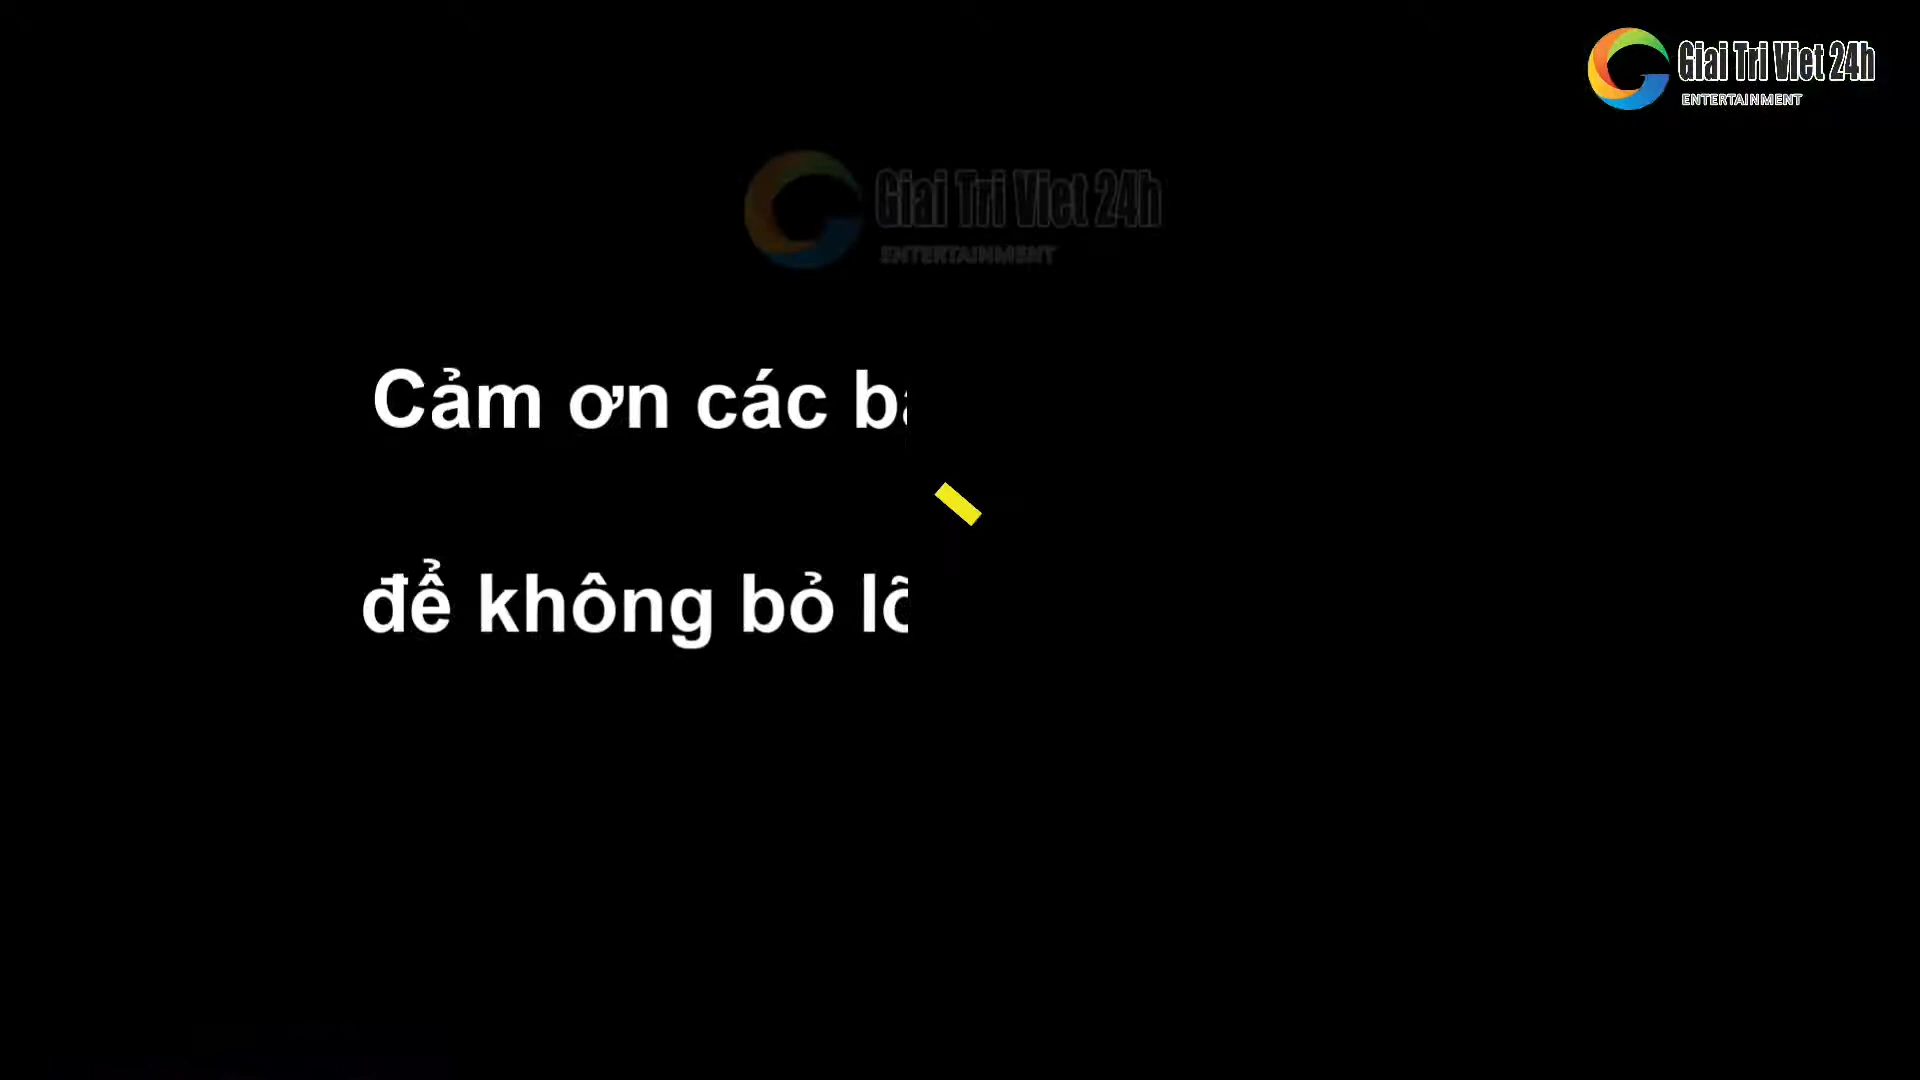 Giai Tri Viet 24h
ENTERTAINMENT
Giai Tri Viet 24h
ENTERTAINMENT
Cảm ơn các
để không bỏ